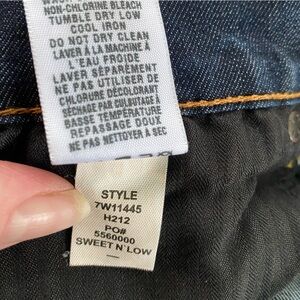 NON-CHLORINE BLEACH
TUMBLE DRY LOW
COOL IRON
DO NOT DRY CLEAN
LAVER À LA MACHINE À
L'EAU FROIDE
LAVER SÉPARÉMENT
NE PAS UTILISER
CHLORINE DÉCOLORANT
SÉCHAGE PAR CULBUTAGE À
BASSE TEMPÉRATURE
REPASSAGE DOUX
NE PAS NETTOYER À SEC
STYLE
7W11445
H212
PO#
5560000
SWEET N' LOW